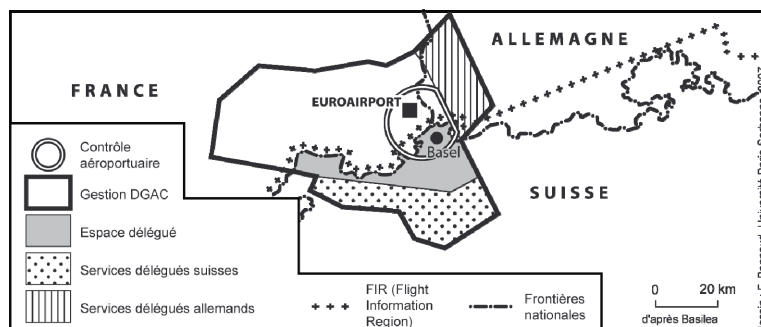 ALLEMAGNE
FRANCE
EUROAIRPORT
Basel
SUISSE
Contrôle
aéroportuaire
Gestion DGAC
Espace délégué
Services délégués suisses
Services délégués allemands
FIR (Flight
Information
Region)
Frontières
nationales
0 20 km
d'après Basilea